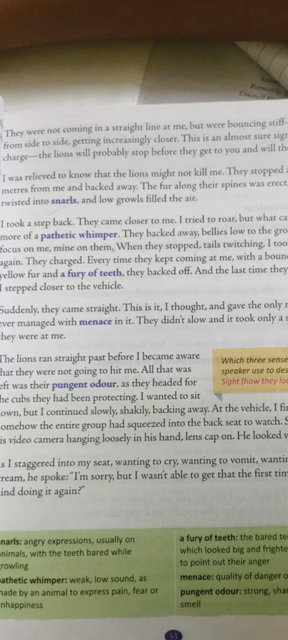 They were not coming in a straight line at me, but were bouncing stiff-
from side to side, getting increasingly closer. This is an almost sure sign
charge—the lions will probably stop before they get to you and will the
I was relieved to know that the lions might not kill me. They stopped
metres from me and backed away. The fur along their spines was erect
twisted into snarls, and low growls filled the air.
I took a step back. They came closer to me. I tried to roar, but what ca
more of a pathetic whimper. They backed away, bellies low to the gro
focus on me, mine on them. When they stopped, tails twitching, I too
again. They charged. Every time they kept coming at me, with a boun
yellow fur and a fury of teeth, they backed off. And the last time they
I stepped closer to the vehicle.
Suddenly, they came straight. This is it, I thought, and gave the only r
ever managed with menace in it. They didn't slow and it took only a s
they were at me.
The lions ran straight past before I became aware
that they were not going to hit me. All that was
eft was their pungent odour, as they headed for
he cubs they had been protecting. I wanted to sit
own, but I continued slowly, shakily, backing away. At the vehicle, I fi
omehow the entire group had squeezed into the back seat to watch. S
is video camera hanging loosely in his hand, lens cap on. He looked
s I staggered into my seat, wanting to cry, wanting to vomit, wantin
ream, he spoke: "I'm sorry, but I wasn't able to get that the first tim
ind doing it again?"
Which three sense
speaker use to des
Sight (how they loo
narls: angry expressions, usually on
nimals, with the teeth bared while
rowling
athetic whimper: weak, low sound, as
nade by an animal to express pain, fear or
nhappiness
a fury of teeth: the bared te
which looked big and frighte
to point out their anger
menace: quality of danger o
pungent odour: strong, sha
smell